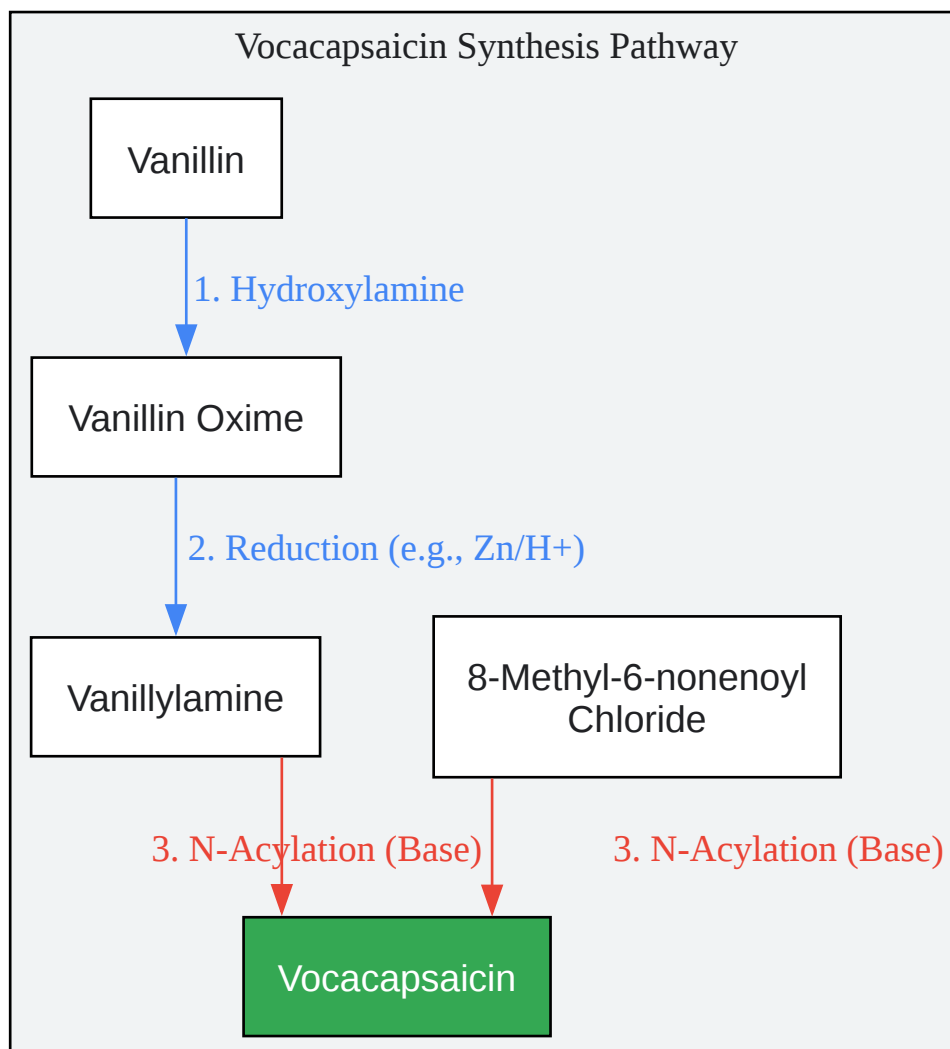 Vocacapsaicin Synthesis Pathway
Vanillin
1. Hydroxylamine
Vanillin Oxime
2. Reduction (e.g., Zn/H+)
Vanillylamine
8-Methyl-6-nonenoyl
Chloride
3. N-Acylation (Base)
3. N-Acylation (Base)
Vocacapsaicin